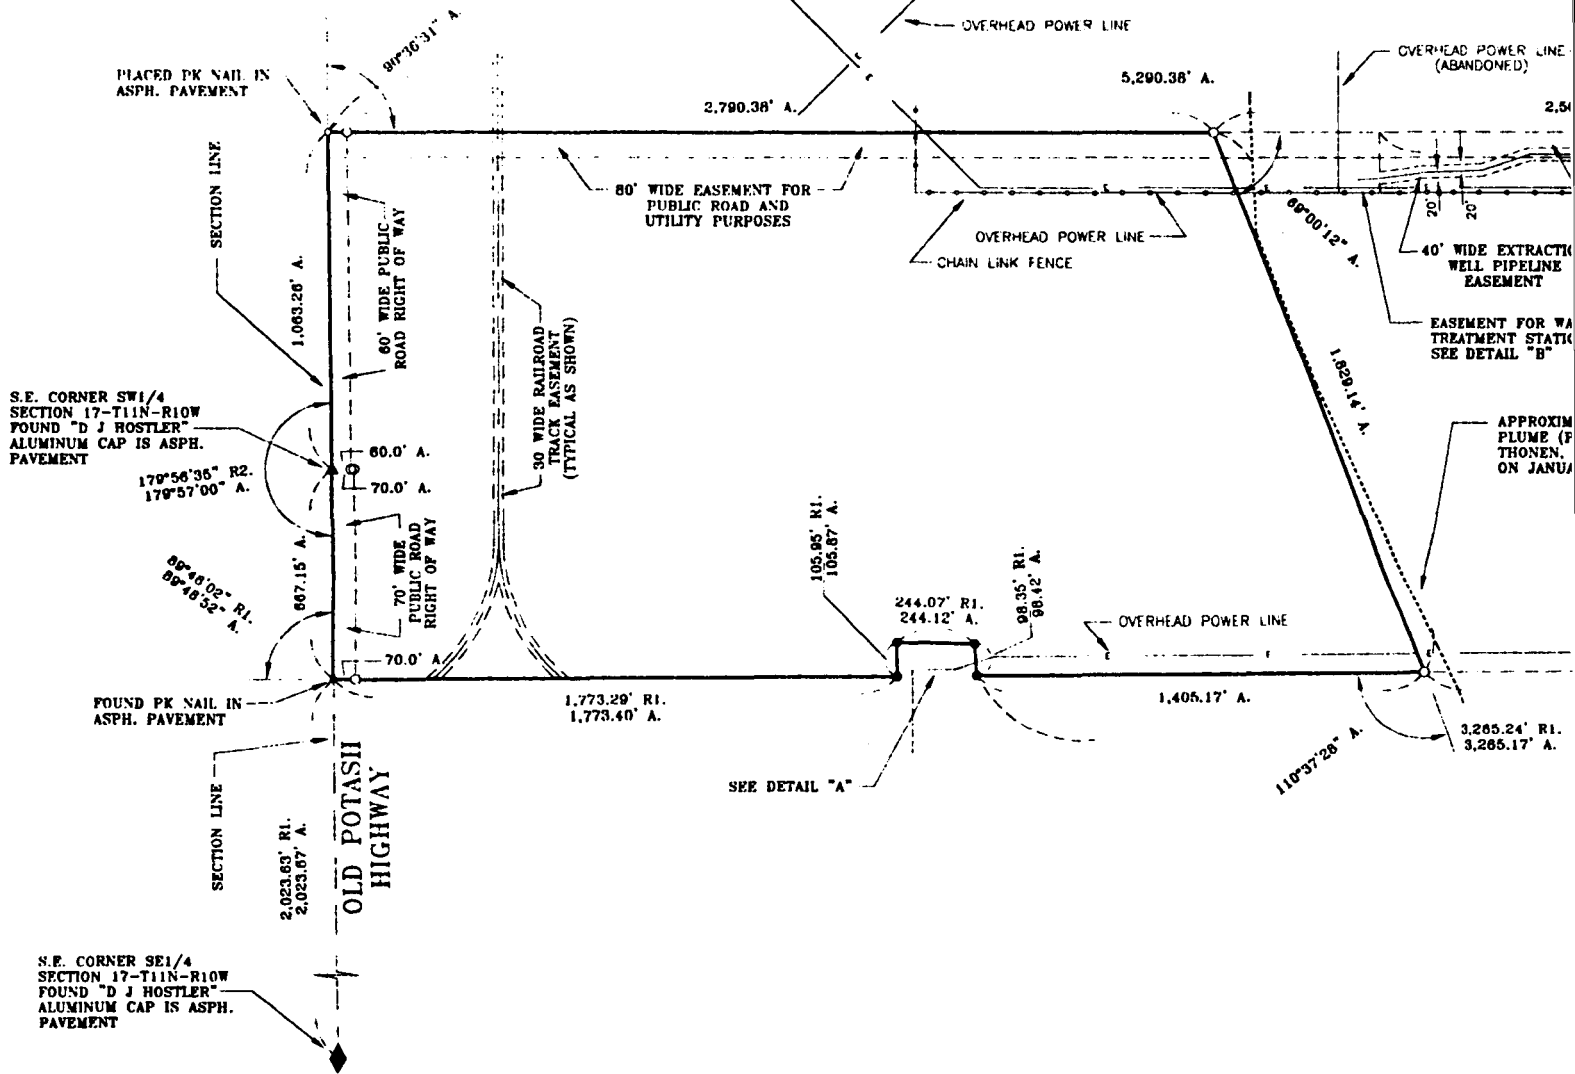 OVERHEAD POWER LINE
OVERHEAD POWER LINE
(ABANDONED)
90°36'31" A.
PLACED PK NAIL IN
ASPH. PAVEMENT
2,790.38' A.
5,290.38' A.
SECTION LINE
1,063.26' A.
60' WIDE PUBLIC
ROAD RIGHT OF WAY
80' WIDE EASEMENT FOR
PUBLIC ROAD AND
UTILITY PURPOSES
OVERHEAD POWER LINE
CHAIN LINK FENCE
69°00'12" A.
20'
20'
40' WIDE EXTRACTI
WELL PIPELINE
EASEMENT
EASEMENT FOR WA
TREATMENT STATI
SEE DETAIL "B"
30 WIDE RAILROAD
TRACK EASEMENT
(TYPICAL AS SHOWN)
1,829.14' A.
S.E. CORNER SW1/4
SECTION 17-T11N-R10W
FOUND "D J HOSTLER"
ALUMINUM CAP IS ASPH.
PAVEMENT
179°56'35" R2.
179°57'00" A.
60.0' A.
70.0' A.
APPROXIM
PLUME (
THONEN,
ON JANUA
89°48'02" R1.
89°48'52" A.
667.15' A.
70' WIDE
PUBLIC ROAD
RIGHT OF WAY
70.0' A
105.95' R1.
105.87' A.
244.07' R1.
244.12' A.
98.35' R1.
98.42' A.
OVERHEAD POWER LINE
FOUND PK NAIL IN
ASPH. PAVEMENT
1,773.29' R1.
1,773.40' A.
1,405.17' A.
110°37'28" A.
3,265.24' R1.
3,265.17' A.
SEE DETAIL "A"
SECTION LINE
2,023.63' R1.
2,023.67' A.
OLD POTASH
HIGHWAY
S.E. CORNER SE1/4
SECTION 17-T11N-R10W
FOUND "D J HOSTLER"
ALUMINUM CAP IS ASPH.
PAVEMENT